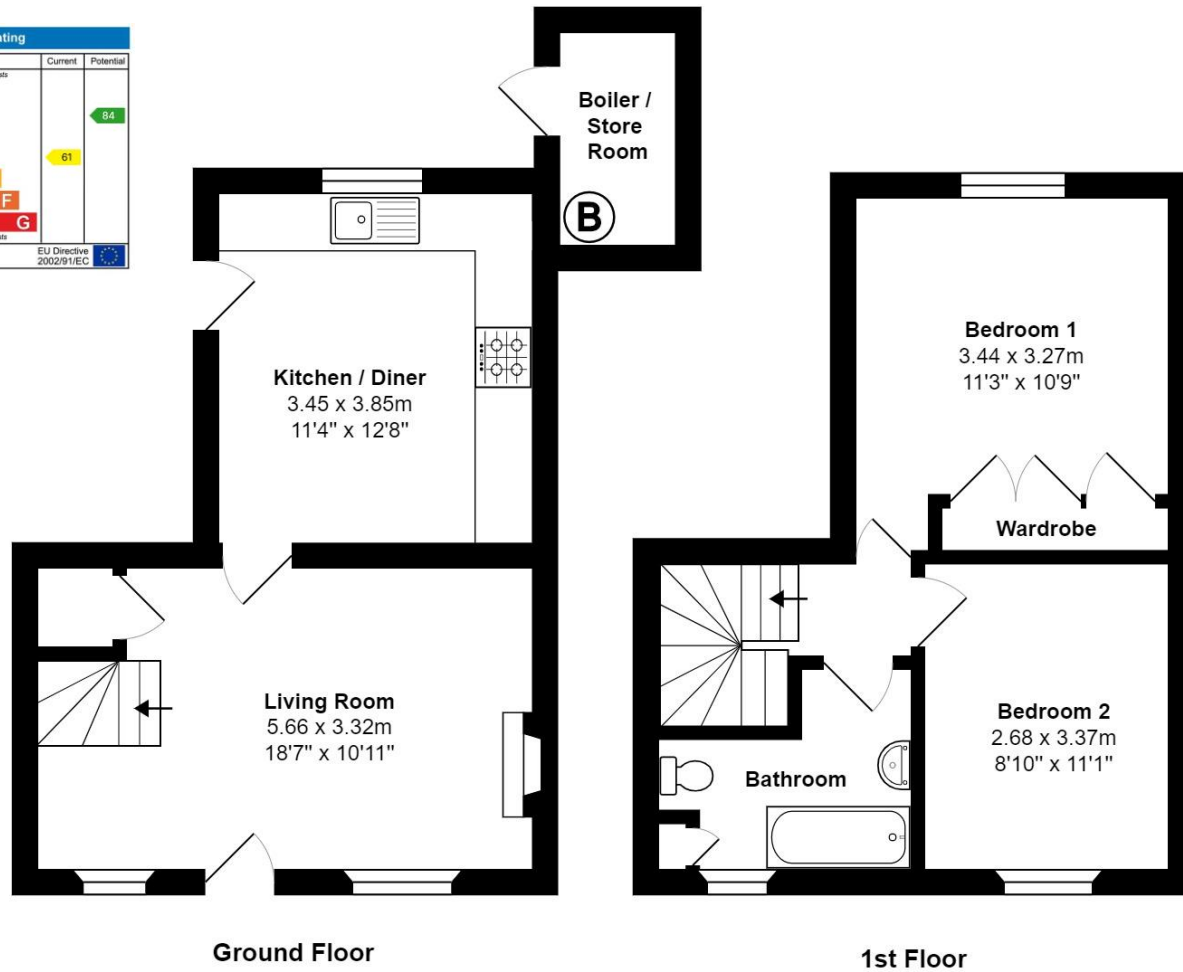 Current
Potential
84
61
F
G
EU Directive
2002/91/EC
Boiler /
Store
Room
B
Kitchen / Diner
3.45 x 3.85m
11'4" x 12'8"
Living Room
5.66 x 3.32m
18'7" x 10'11"
Ground Floor
Bedroom 1
3.44 x 3.27m
11'3" x 10'9"
Wardrobe
Bedroom 2
2.68 x 3.37m
8'10" x 11'1"
Bathroom
1st Floor